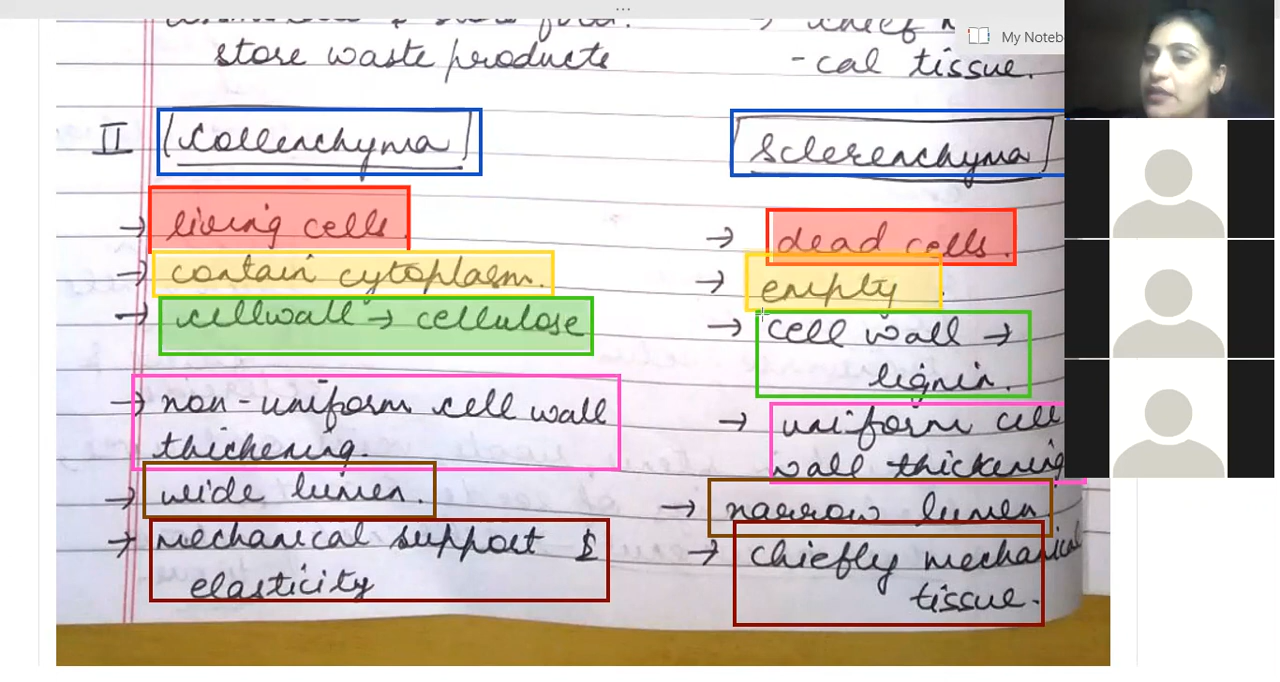 store waste products
My Noteb
-cal tissue.
II Collenchyma
Sclerenchyma
→ living cells.
→ dead cells.
→ contain cytoplasm.
→ empty.
→ cellwall → cellulose
→ cell wall →
lignin.
→ non-uniform cell wall
thickening.
→ uniform cell
wall thickening
→ wide lumen.
→ narrow lumen
→ mechanical support &
elasticity
→ chiefly mechanical
tissue.